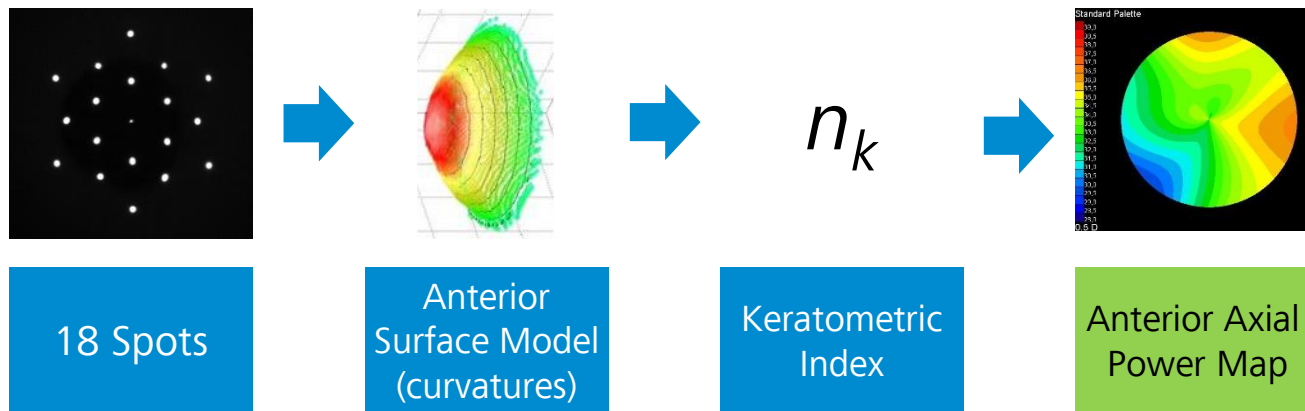 Standard Palette
n_k
0.5 D
18 Spots
Anterior
Surface Model
(curvatures)
Keratometric
Index
Anterior Axial
Power Map